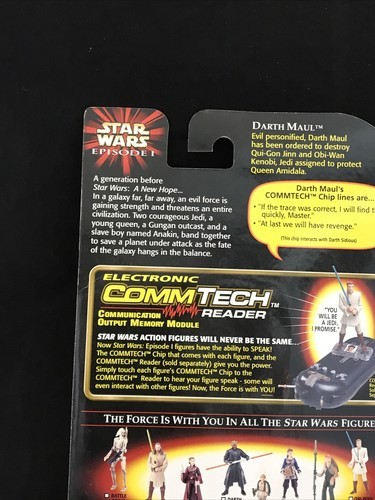 STAR
WARS
EPISODE I
DARTH MAUL™
Evil personified, Darth Maul
has been ordered to destroy
Qui-Gon Jinn and Obi-Wan
Kenobi, Jedi assigned to protect
Queen Amidala.
A generation before
Star Wars: A New Hope...
In a galaxy far, far away, an evil force is
gaining strength and threatens an entire
civilization. Two courageous Jedi, a
young queen, a Gungan outcast, and a
slave boy named Anakin, band together
to save a planet under attack as the fate
of the galaxy hangs in the balance.
Darth Maul's
COMMTECH™ Chip lines are...
• "If the trace was correct, I will find t
quickly, Master."
• "At last we will have revenge."
(This chip interacts with Darth Sidious)
ELECTRONIC
COMMTECH™
COMMUNICATION
OUTPUT MEMORY MODULE
READER
"YOU
WILL BE
A JEDI,
I PROMISE."
STAR WARS ACTION FIGURES WILL NEVER BE THE SAME...
Now Star Wars: Episode I figures have the ability to SPEAK!
The COMMTECH™ Chip that comes with each figure, and the
COMMTECH™ Reader (sold separately) give you the power.
Simply touch each figure's COMMTECH™ Chip to the
COMMTECH™ Reader to hear your figure speak - some will
even interact with other figures! Now, the Force is with YOU!
THE FORCE IS WITH YOU IN ALL THE STAR WARS FIGURE
BATTLE
DARTH